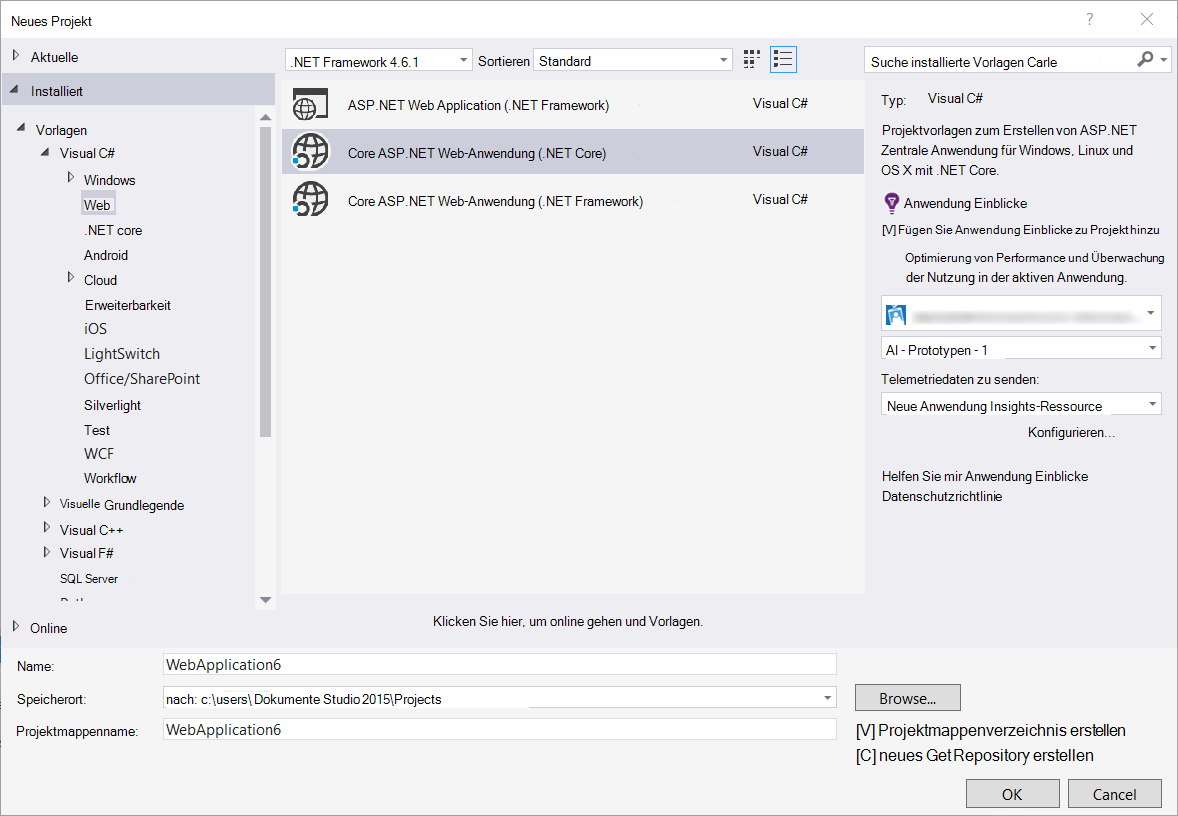 Neues Projekt
?
Aktuelle
Installiert
Vorlagen
Visual C#
Windows
Web
.NET core
Android
Cloud
Erweiterbarkeit
iOS
LightSwitch
Office/SharePoint
Silverlight
Test
WCF
Workflow
Visuelle Grundlegende
Visual C++
Visual F#
SQL Server
Online
.NET Framework 4.6.1
Sortieren
Standard
ASP.NET Web Application (.NET Framework)
Visual C#
Core ASP.NET Web-Anwendung (.NET Core)
Visual C#
Core ASP.NET Web-Anwendung (.NET Framework)
Visual C#
Klicken Sie hier, um online gehen und Vorlagen.
Suche installierte Vorlagen Carle
Typ: Visual C#
Projektvorlagen zum Erstellen von ASP.NET
Zentrale Anwendung für Windows, Linux und
OS X mit .NET Core.
Anwendung Einblicke
[V] Fügen Sie Anwendung Einblicke zu Projekt hinzu
Optimierung von Performance und Überwachung
der Nutzung in der aktiven Anwendung.
AI - Prototypen - 1
Telemetriedaten zu senden:
Neue Anwendung Insights-Ressource
Konfigurieren...
Helfen Sie mir Anwendung Einblicke
Datenschutzrichtlinie
Name:
WebApplication6
Speicherort:
nach: c:\users\ Dokumente Studio 2015\Projects
Browse...
Projektmappenname:
WebApplication6
[V] Projektmappenverzeichnis erstellen
[C] neues Get Repository erstellen
OK
Cancel